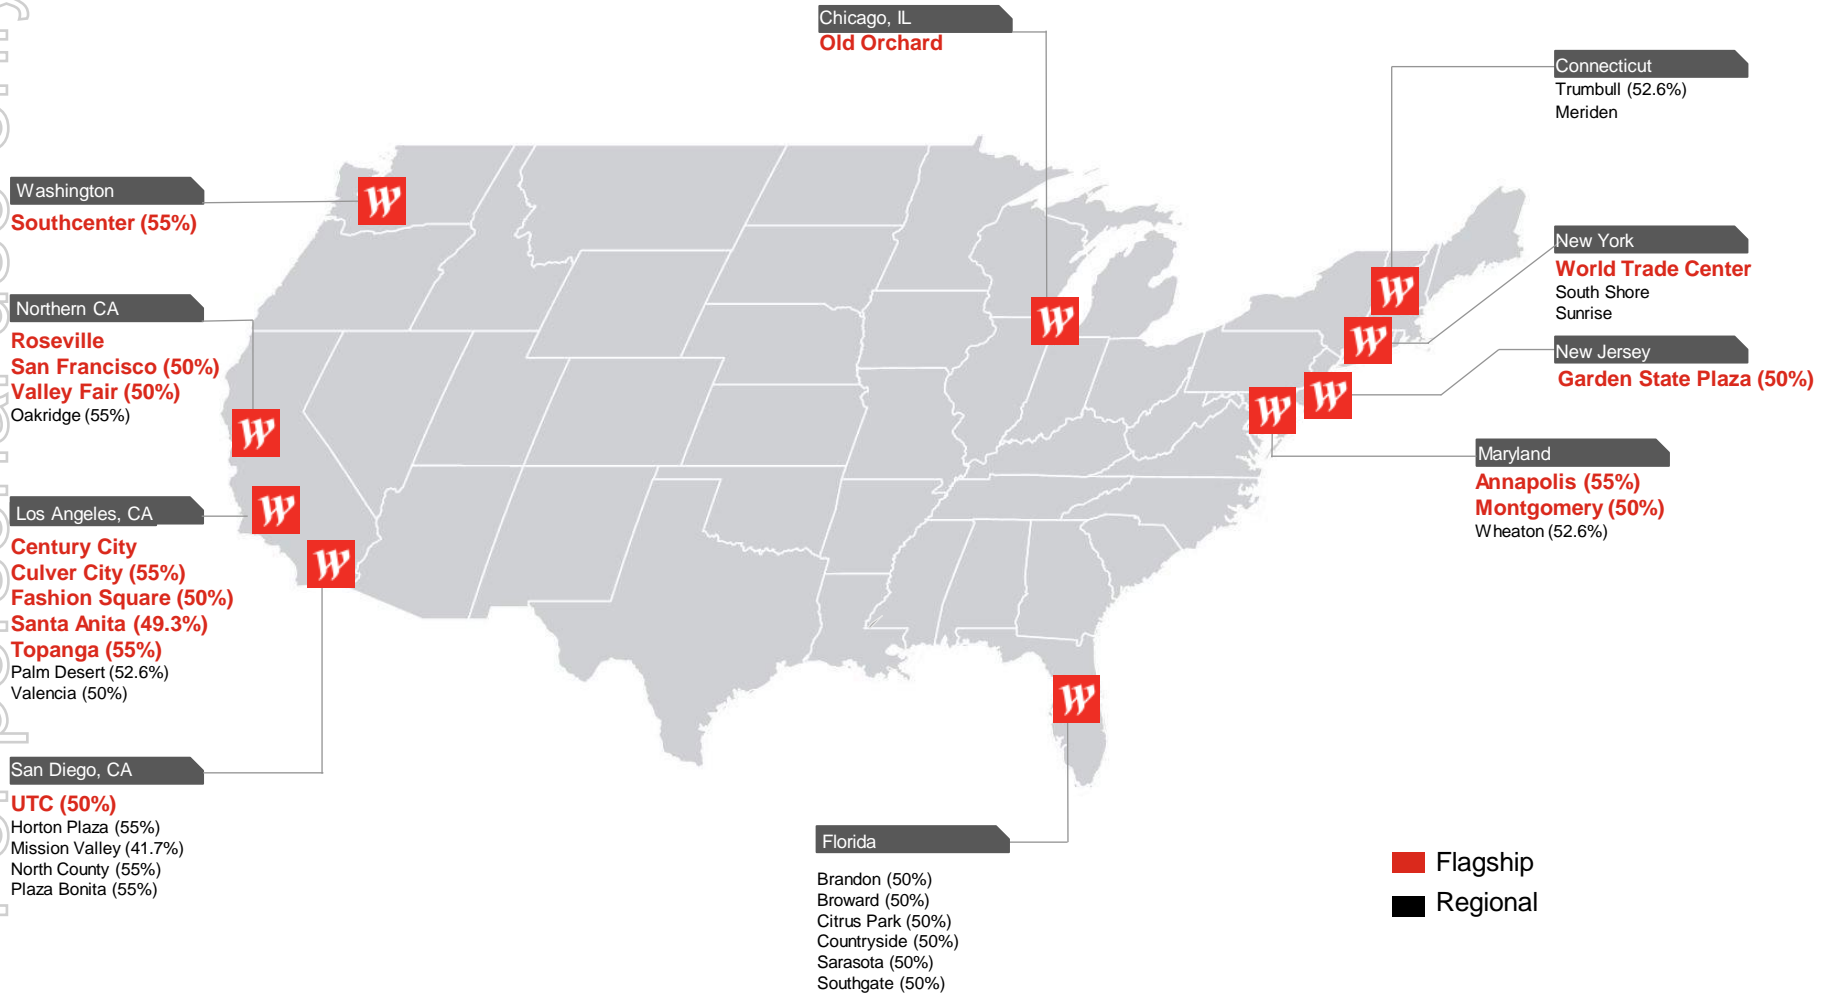 Chicago, IL
Old Orchard
Connecticut
Trumbull (52.6%)
Meriden
Washington
Southcenter (55%)
New York
World Trade Center
South Shore
Sunrise
Northern CA
Roseville
San Francisco (50%)
Valley Fair (50%)
Oakridge (55%)
New Jersey
Garden State Plaza (50%)
Maryland
Annapolis (55%)
Montgomery (50%)
Wheaton (52.6%)
Los Angeles, CA
Century City
Culver City (55%)
Fashion Square (50%)
Santa Anita (49.3%)
Topanga (55%)
Palm Desert (52.6%)
Valencia (50%)
San Diego, CA
UTC (50%)
Horton Plaza (55%)
Mission Valley (41.7%)
North County (55%)
Plaza Bonita (55%)
Florida
Brandon (50%)
Broward (50%)
Citrus Park (50%)
Countryside (50%)
Sarasota (50%)
Southgate (50%)
Flagship
Regional